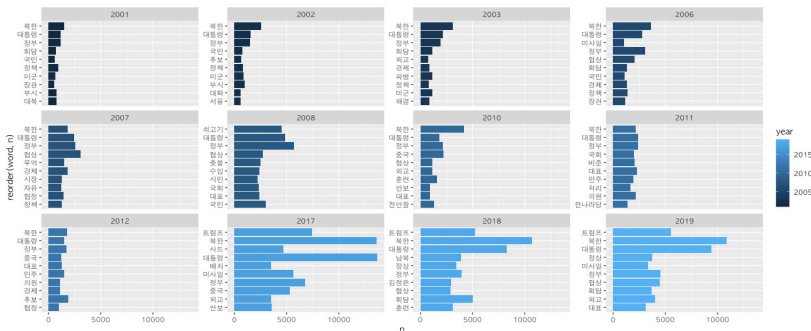 2001
2002
2003
2006
북한
대통령
정부
회담
국민
정책
미군
장관
부시
대북
북한
대통령
정부
국민
후보
정책
미군
부시
대화
서울
북한
대통령
정부
회담
외교
경제
파병
정책
미군
해결
북한
대통령
미사일
정부
협상
회담
국민
경제
정책
장관
2007
2008
2010
2011
북한
대통령
정부
협상
무역
경제
시장
자유
협정
정책
쇠고기
대통령
정부
협상
촛불
수입
시민
국회
대표
국민
북한
대통령
정부
중국
협상
외교
훈련
안보
천안함
북한
대통령
정부
국회
비준
대표
민주
처리
의원
한나라당
2012
2017
2018
2019
북한
대통령
정부
중국
대표
민주
의원
경제
후보
협정
트럼프
북한
사드
대통령
배치
미사일
정부
중국
외교
안보
트럼프
북한
대통령
남북
정상
정부
김정은
협상
회담
훈련
트럼프
북한
대통령
정상
미사일
정부
협상
회담
외교
대표
0
5000
10000
0
5000
10000
0
5000
10000
0
5000
10000
n
reorder(word, n)
year
2015
2010
2005